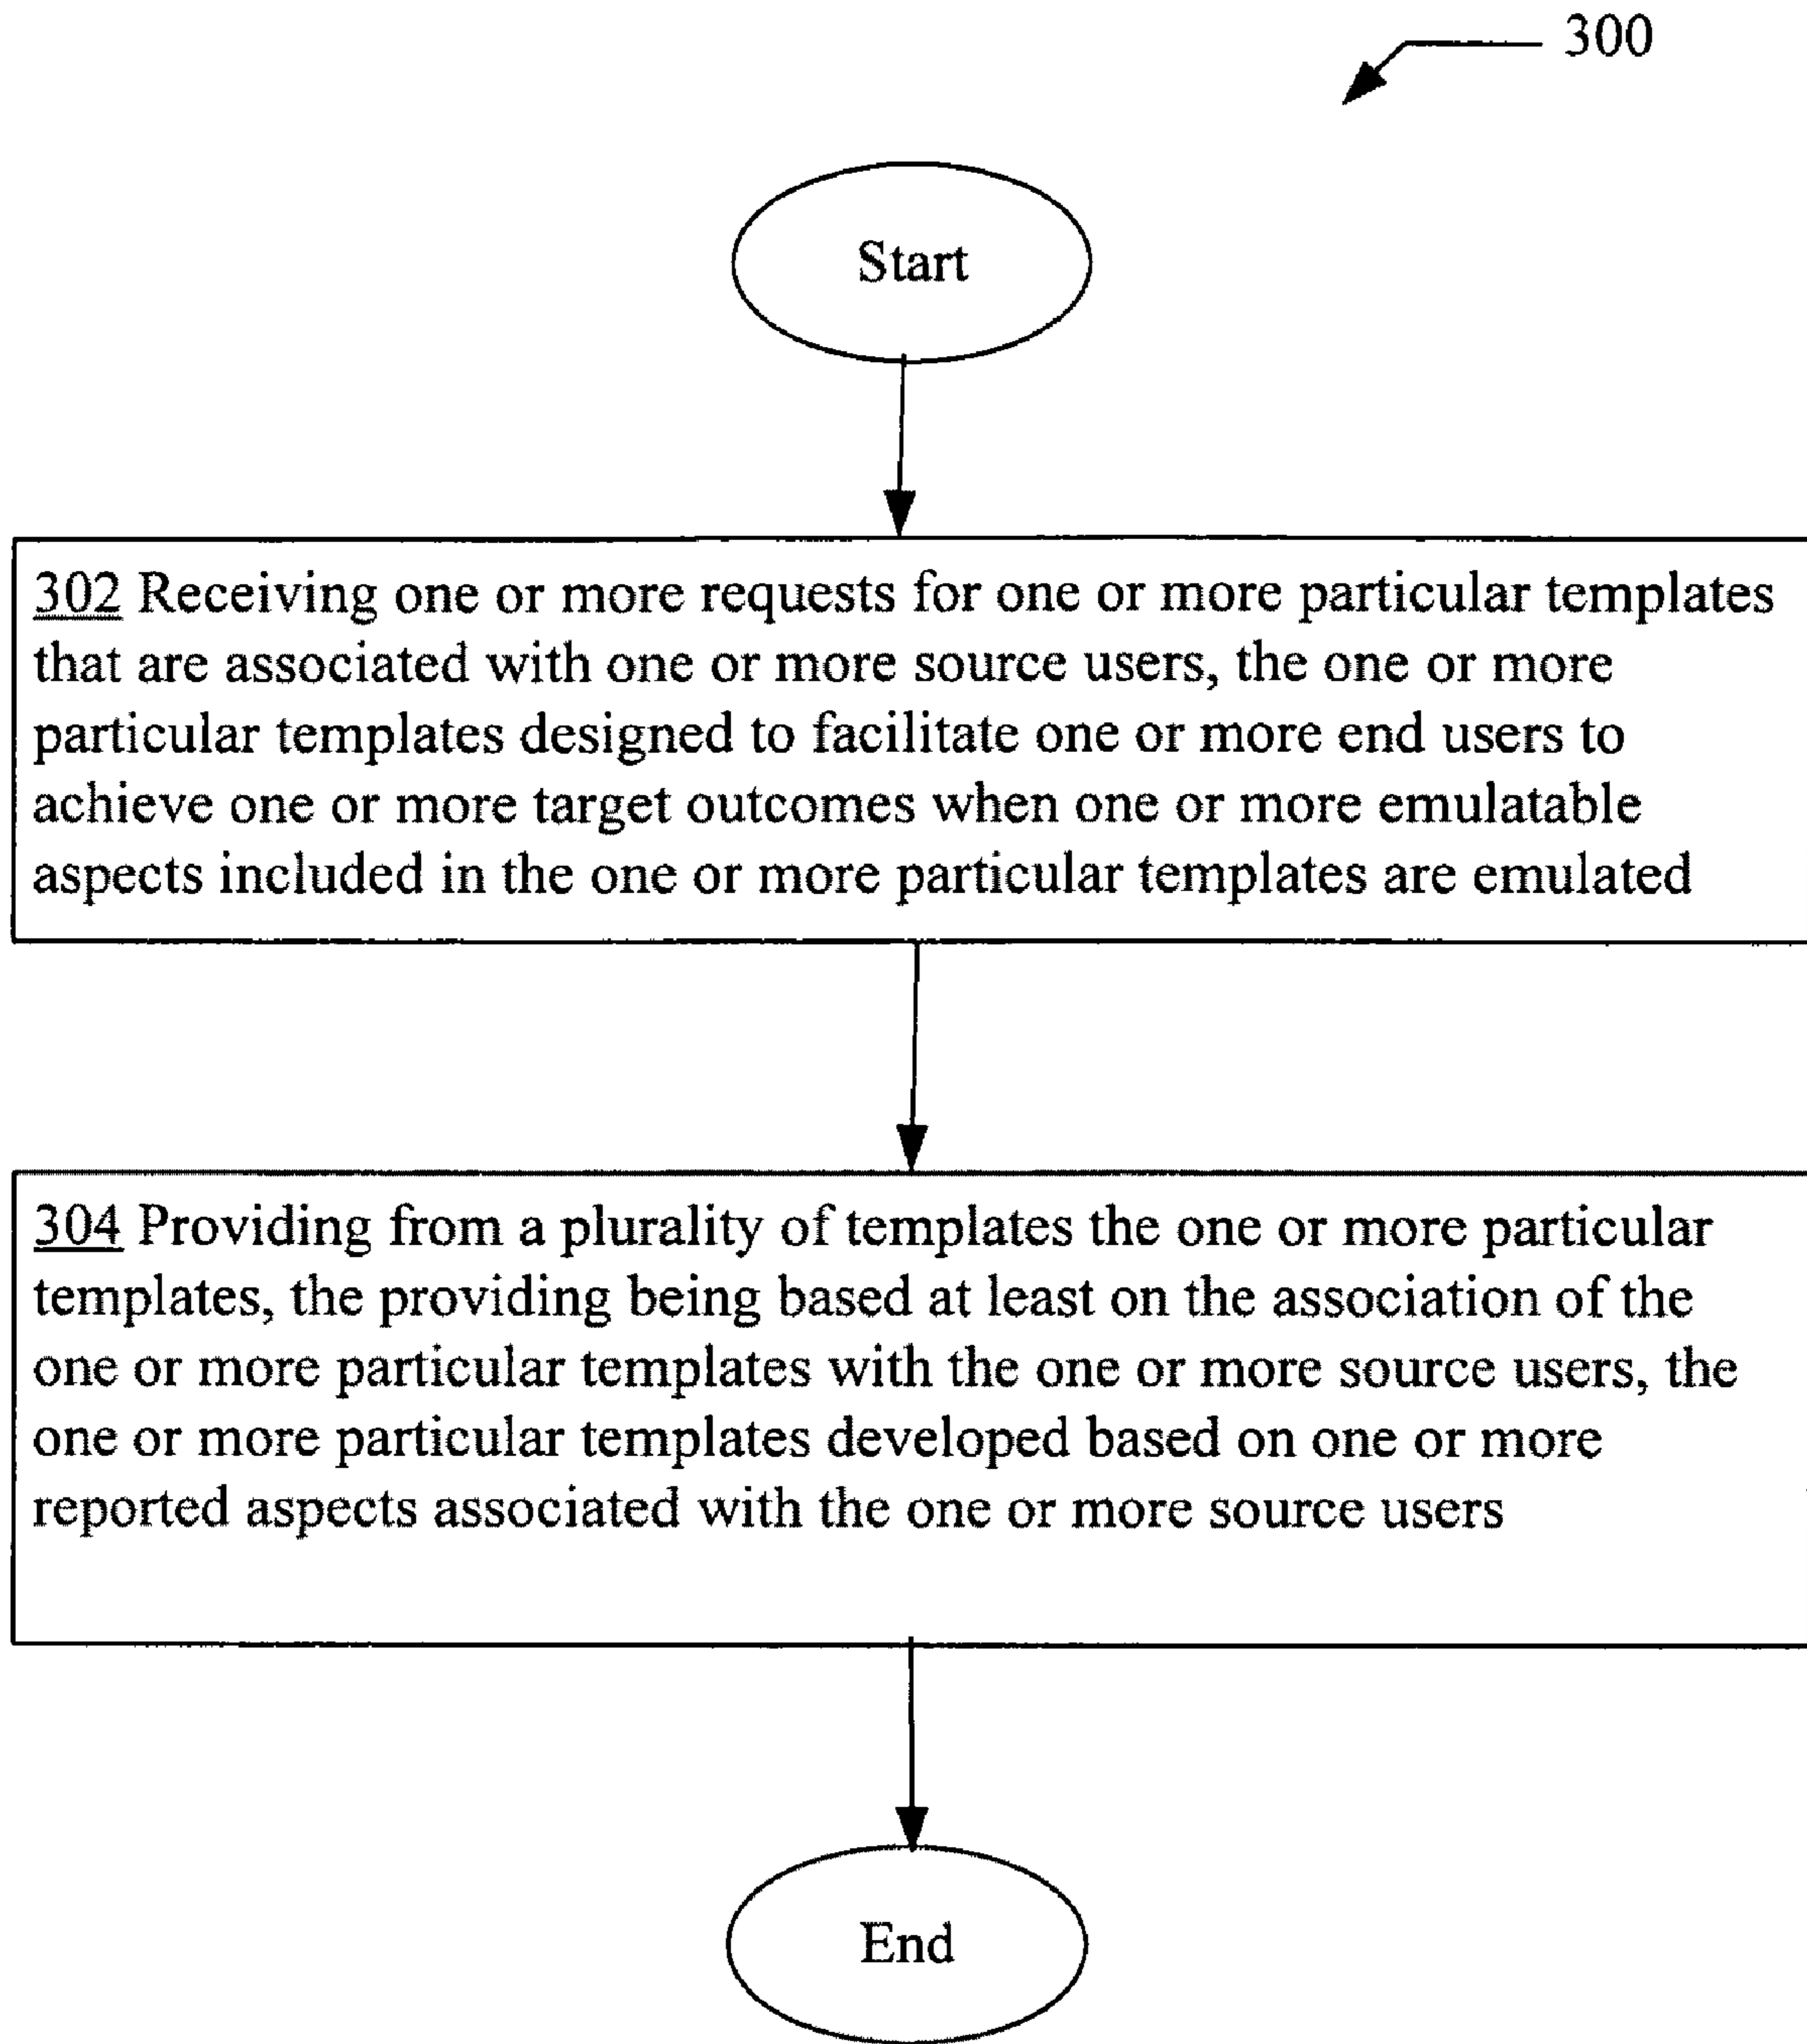 300
Start
302 Receiving one or more requests for one or more particular templates
that are associated with one or more source users, the one or more
particular templates designed to facilitate one or more end users to
achieve one or more target outcomes when one or more emulatable
aspects included in the one or more particular templates are emulated
304 Providing from a plurality of templates the one or more particular
templates, the providing being based at least on the association of the
one or more particular templates with the one or more source users, the
one or more particular templates developed based on one or more
reported aspects associated with the one or more source users
End